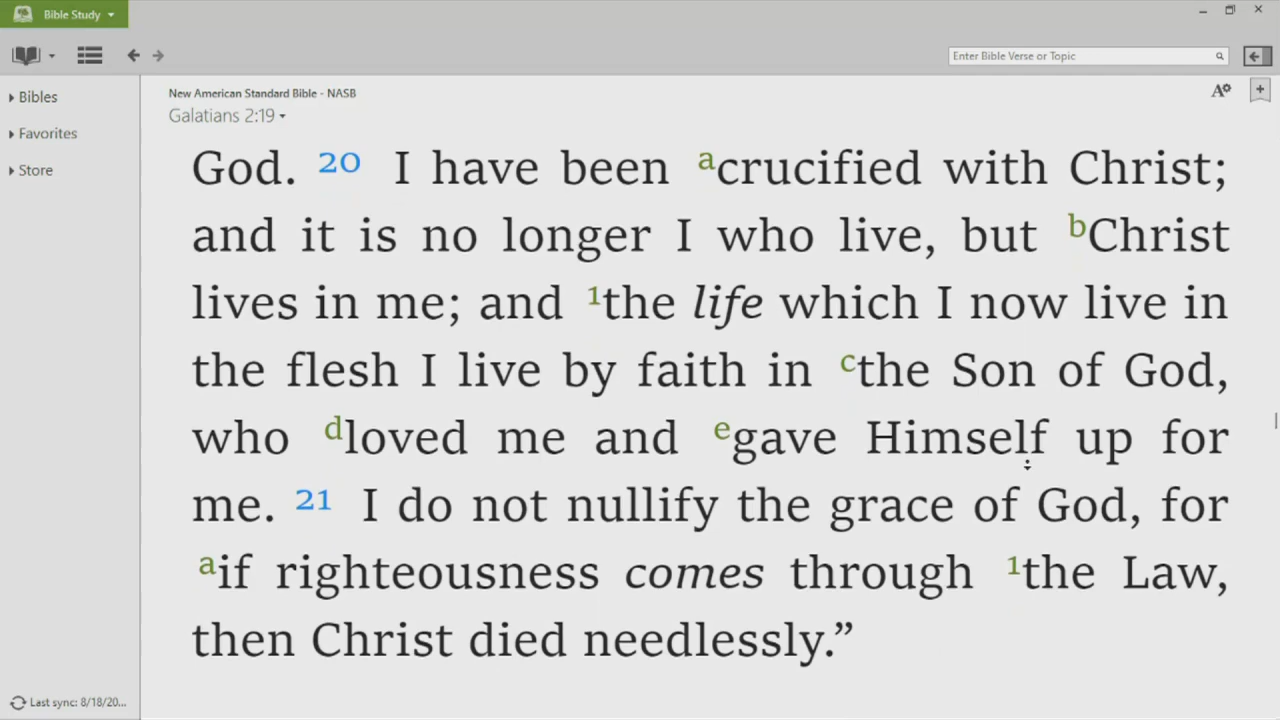 Bible Study
Enter Bible Verse or Topic
Bibles
Favorites
Store
New American Standard Bible - NASB
Galatians 2:19
God. 20 I have been acrucified with Christ;
and it is no longer I who live, but bChrist
lives in me; and 1the life which I now live in
the flesh I live by faith in cthe Son of God,
who dloved me and egave Himself up for
me. 21 I do not nullify the grace of God, for
aif righteousness comes through 1the Law,
then Christ died needlessly.”
Last sync: 8/18/20...